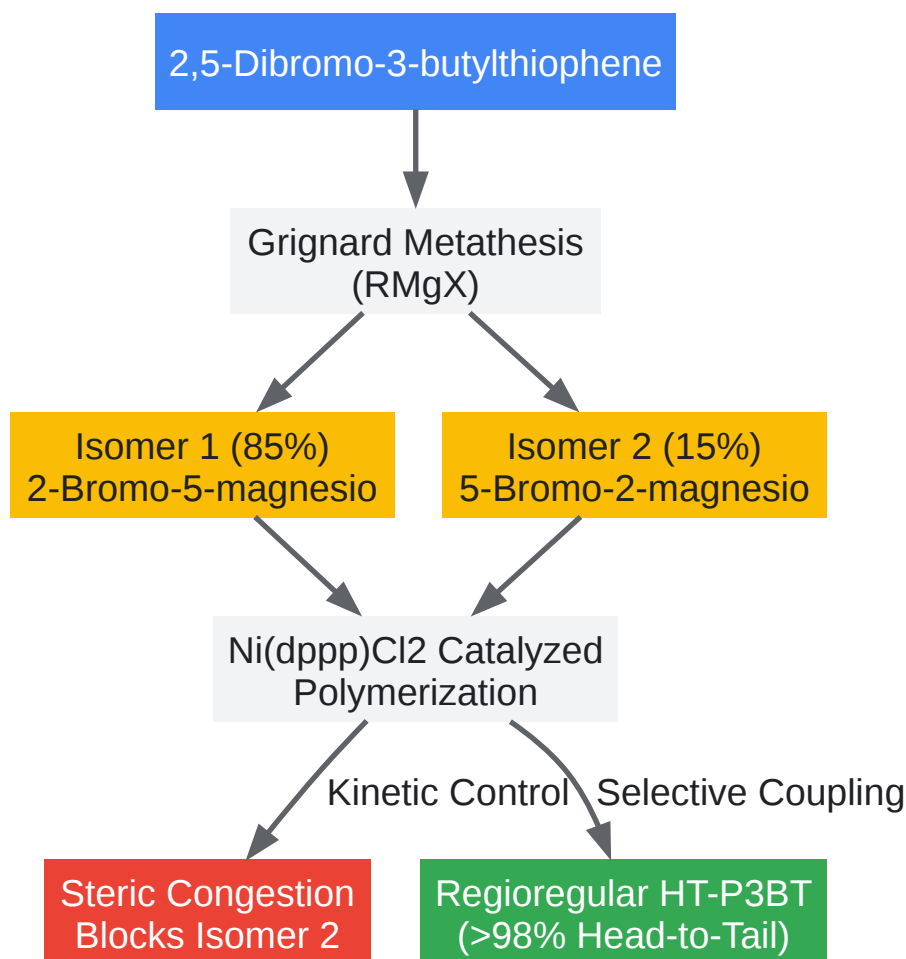 2,5-Dibromo-3-butylthiophene
Grignard Metathesis
(RMgX)
Isomer 1 (85%)
2-Bromo-5-magnesio
Isomer 2 (15%)
5-Bromo-2-magnesio
Ni(dppp)Cl2 Catalyzed
Polymerization
Kinetic Control
Selective Coupling
Steric Congestion
Blocks Isomer 2
Regioregular HT-P3BT
(>98% Head-to-Tail)